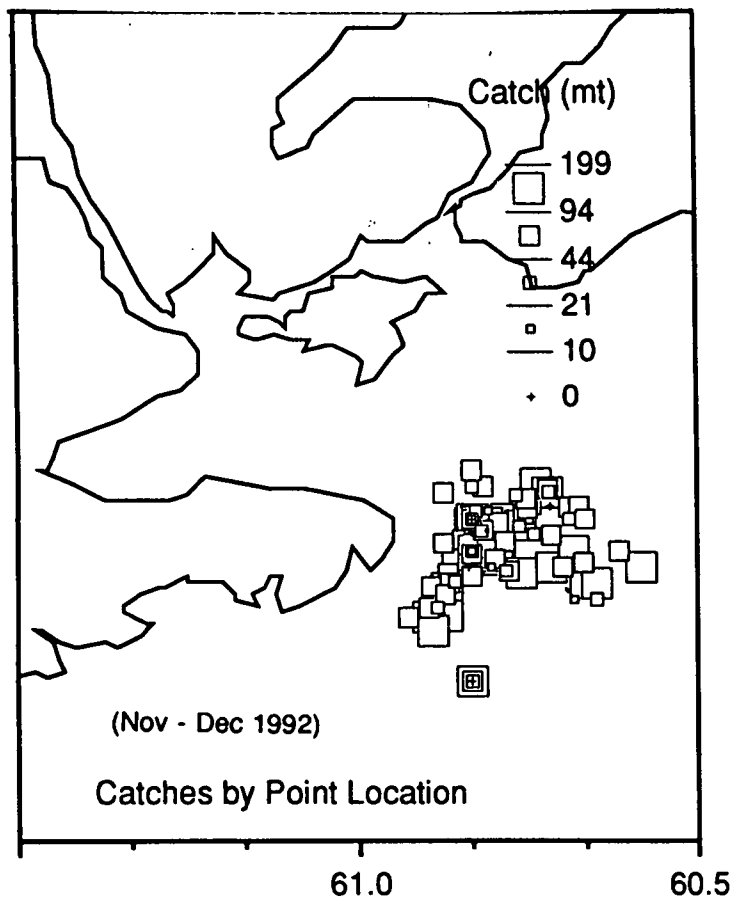 Catch (mt)
199
94
44
21
10
0
(Nov - Dec 1992)
Catches by Point Location
61.0
60.5